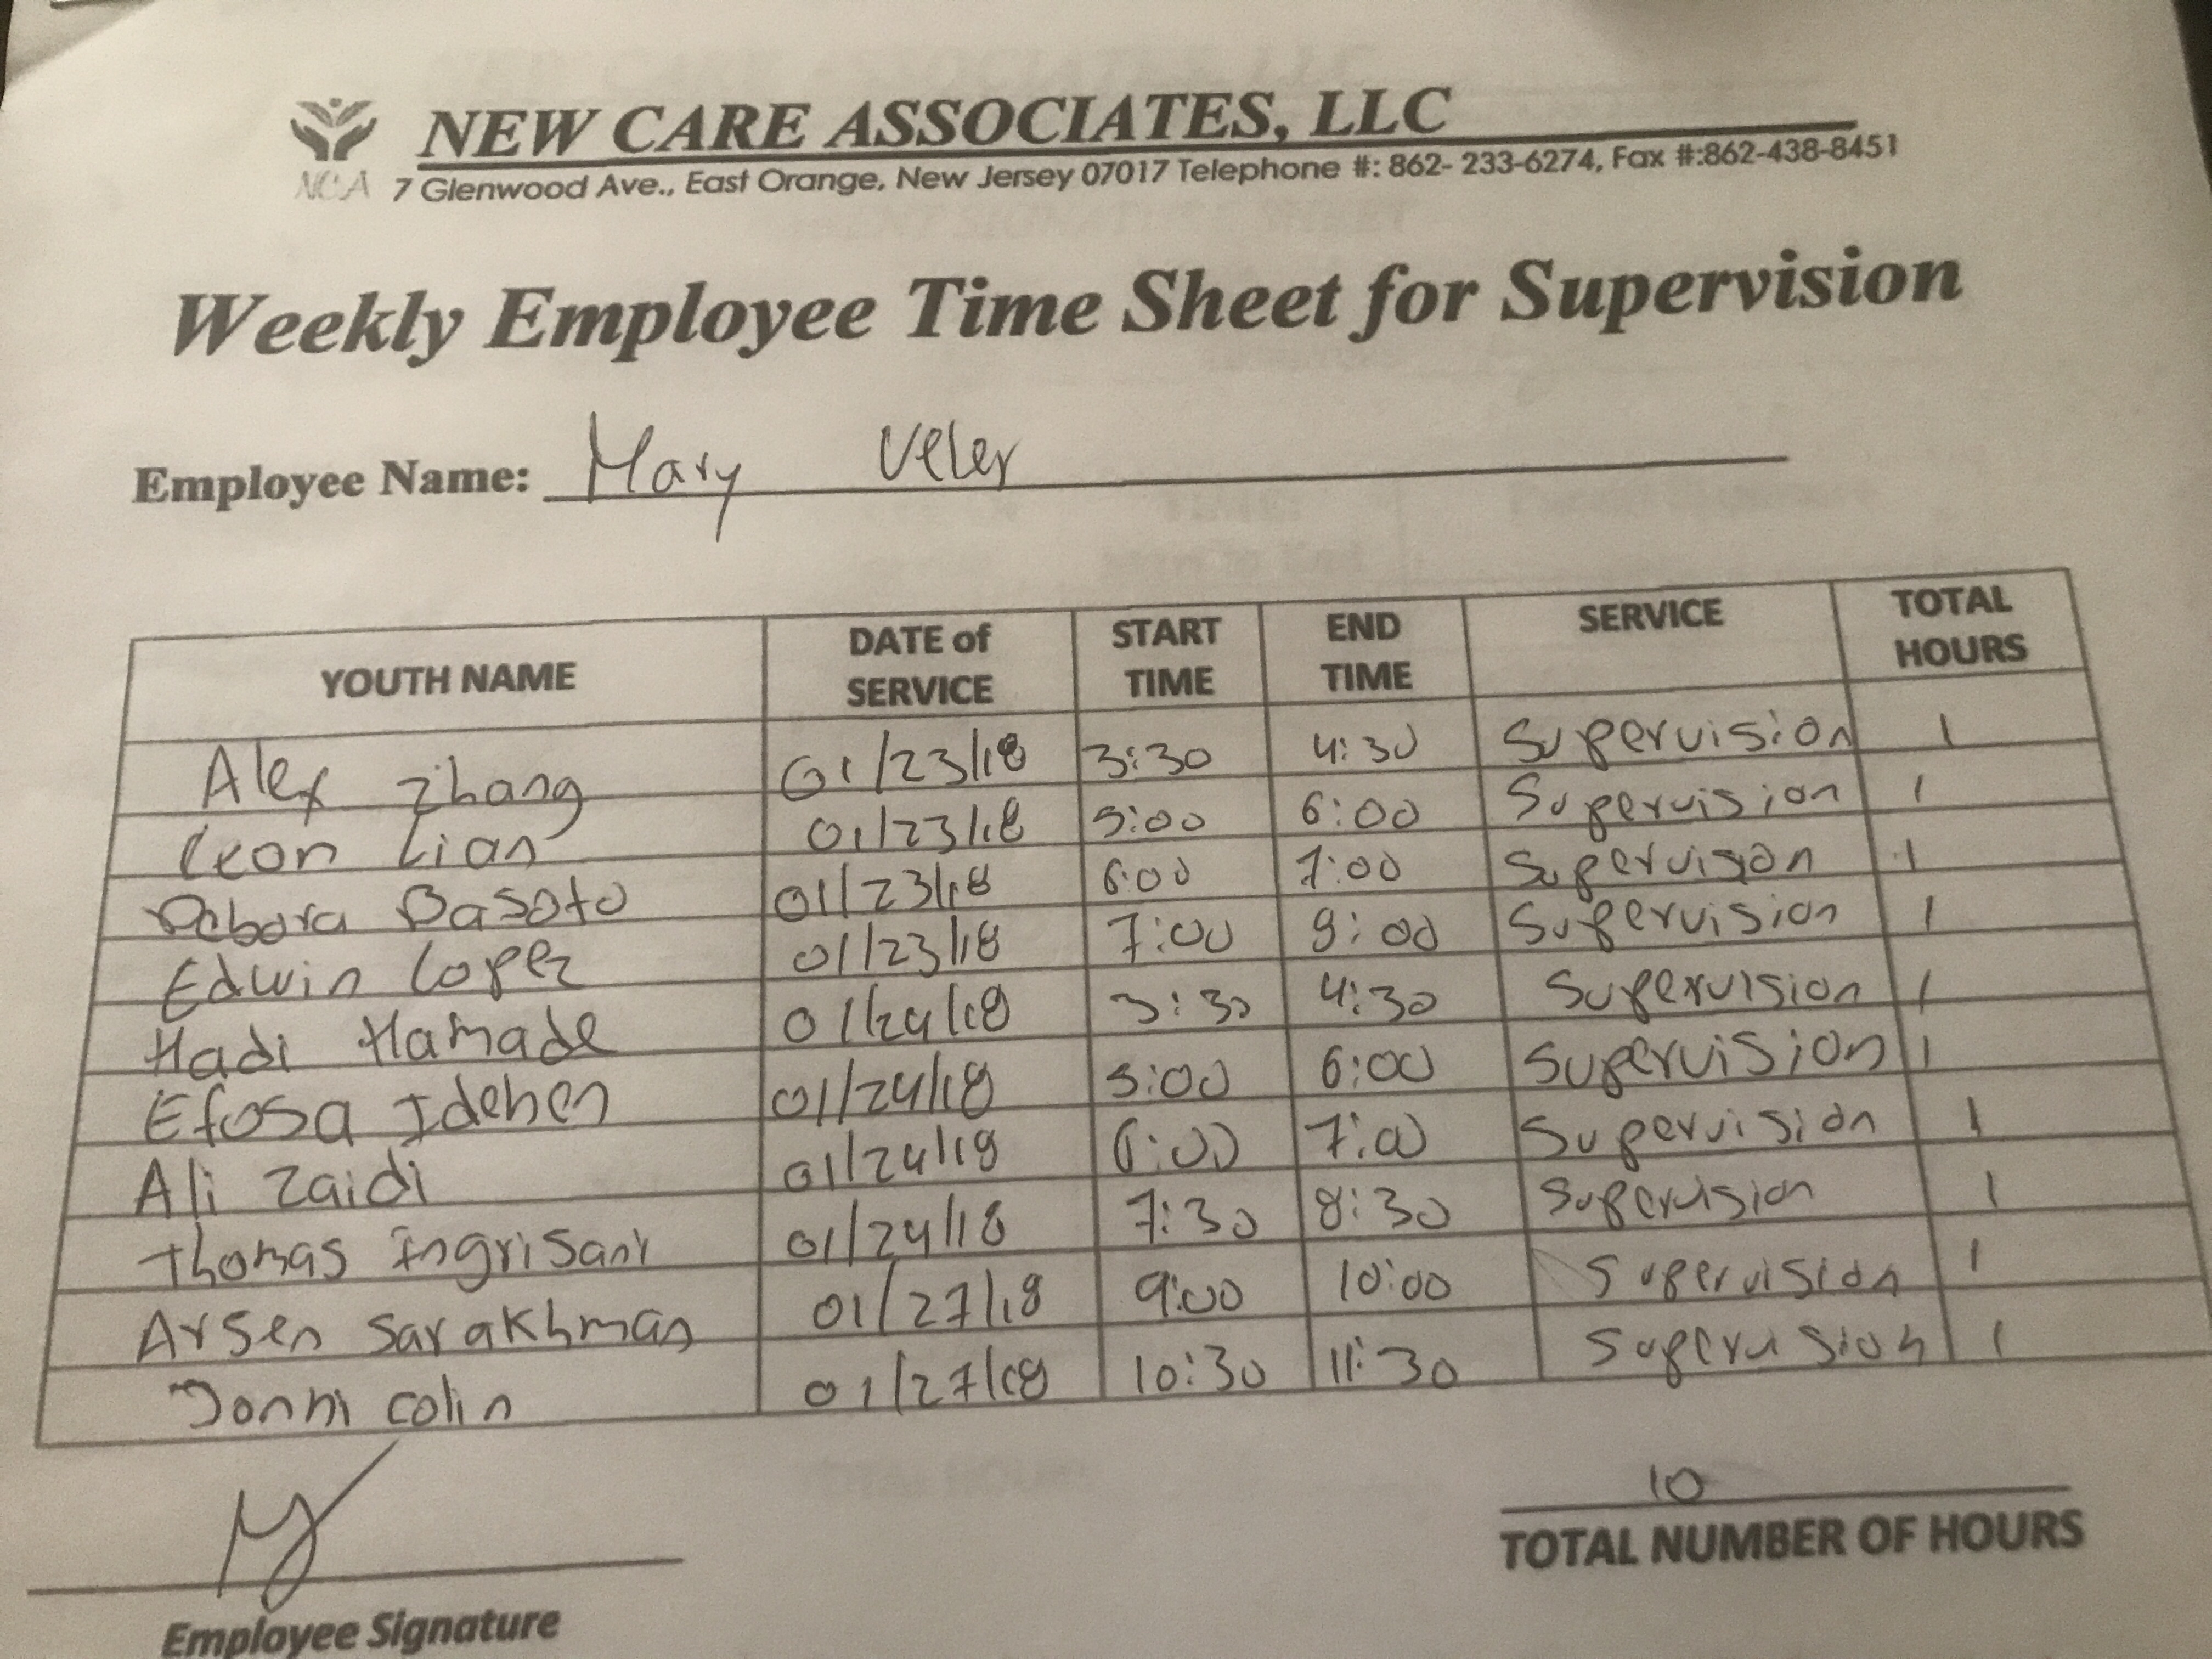 NEW CARE ASSOCIATES, LLC
NCA 7 Glenwood Ave., East Orange, New Jersey 07017 Telephone #: 862- 233-6274, Fax #:862-438-8451
Weekly Employee Time Sheet for Supervision
Employee Name: Mary Veler
YOUTH NAME DATE of SERVICE START TIME END TIME SERVICE TOTAL HOURS
Alex Zhang 01/23/18 3:30 4:30 Supervision 1
Leon Lian 01/23/18 5:00 6:00 Supervision 1
Debora Basoto 01/23/18 6:00 7:00 Supervision 1
Edwin Lopez 01/23/18 7:00 8:00 Supervision 1
Hadi Hamade 01/24/18 3:30 4:30 Supervision 1
Efosa Idehen 01/24/18 5:00 6:00 Supervision 1
Ali Zaidi 01/24/18 6:00 7:00 Supervision 1
Thomas ingrisani 01/24/18 7:30 8:30 Supervision 1
Arsen Sarakhman 01/27/18 9:00 10:00 Supervision 1
colin 01/27/18 10:30 11:30 Supervision 1
10
Employee Signature TOTAL NUMBER OF HOURS